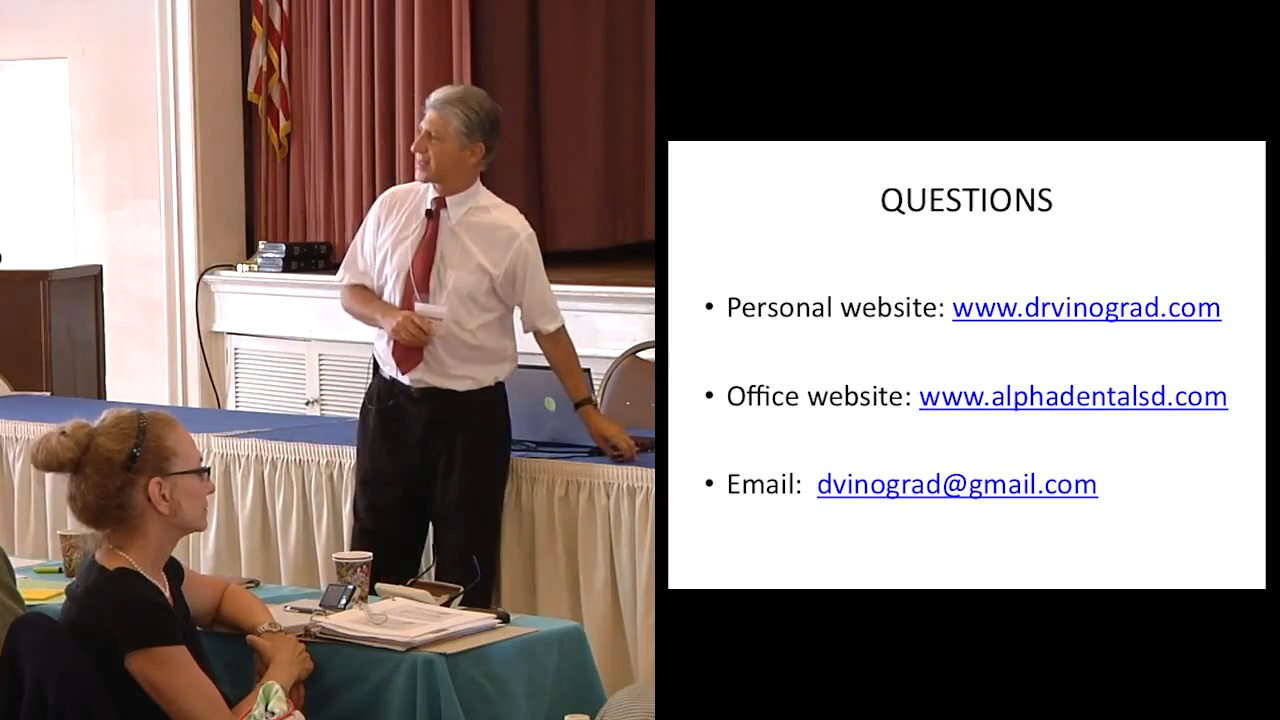 QUESTIONS
• Personal website: www.drvinograd.com
• Office website: www.alphadentalsd.com
• Email: dvinograd@gmail.com